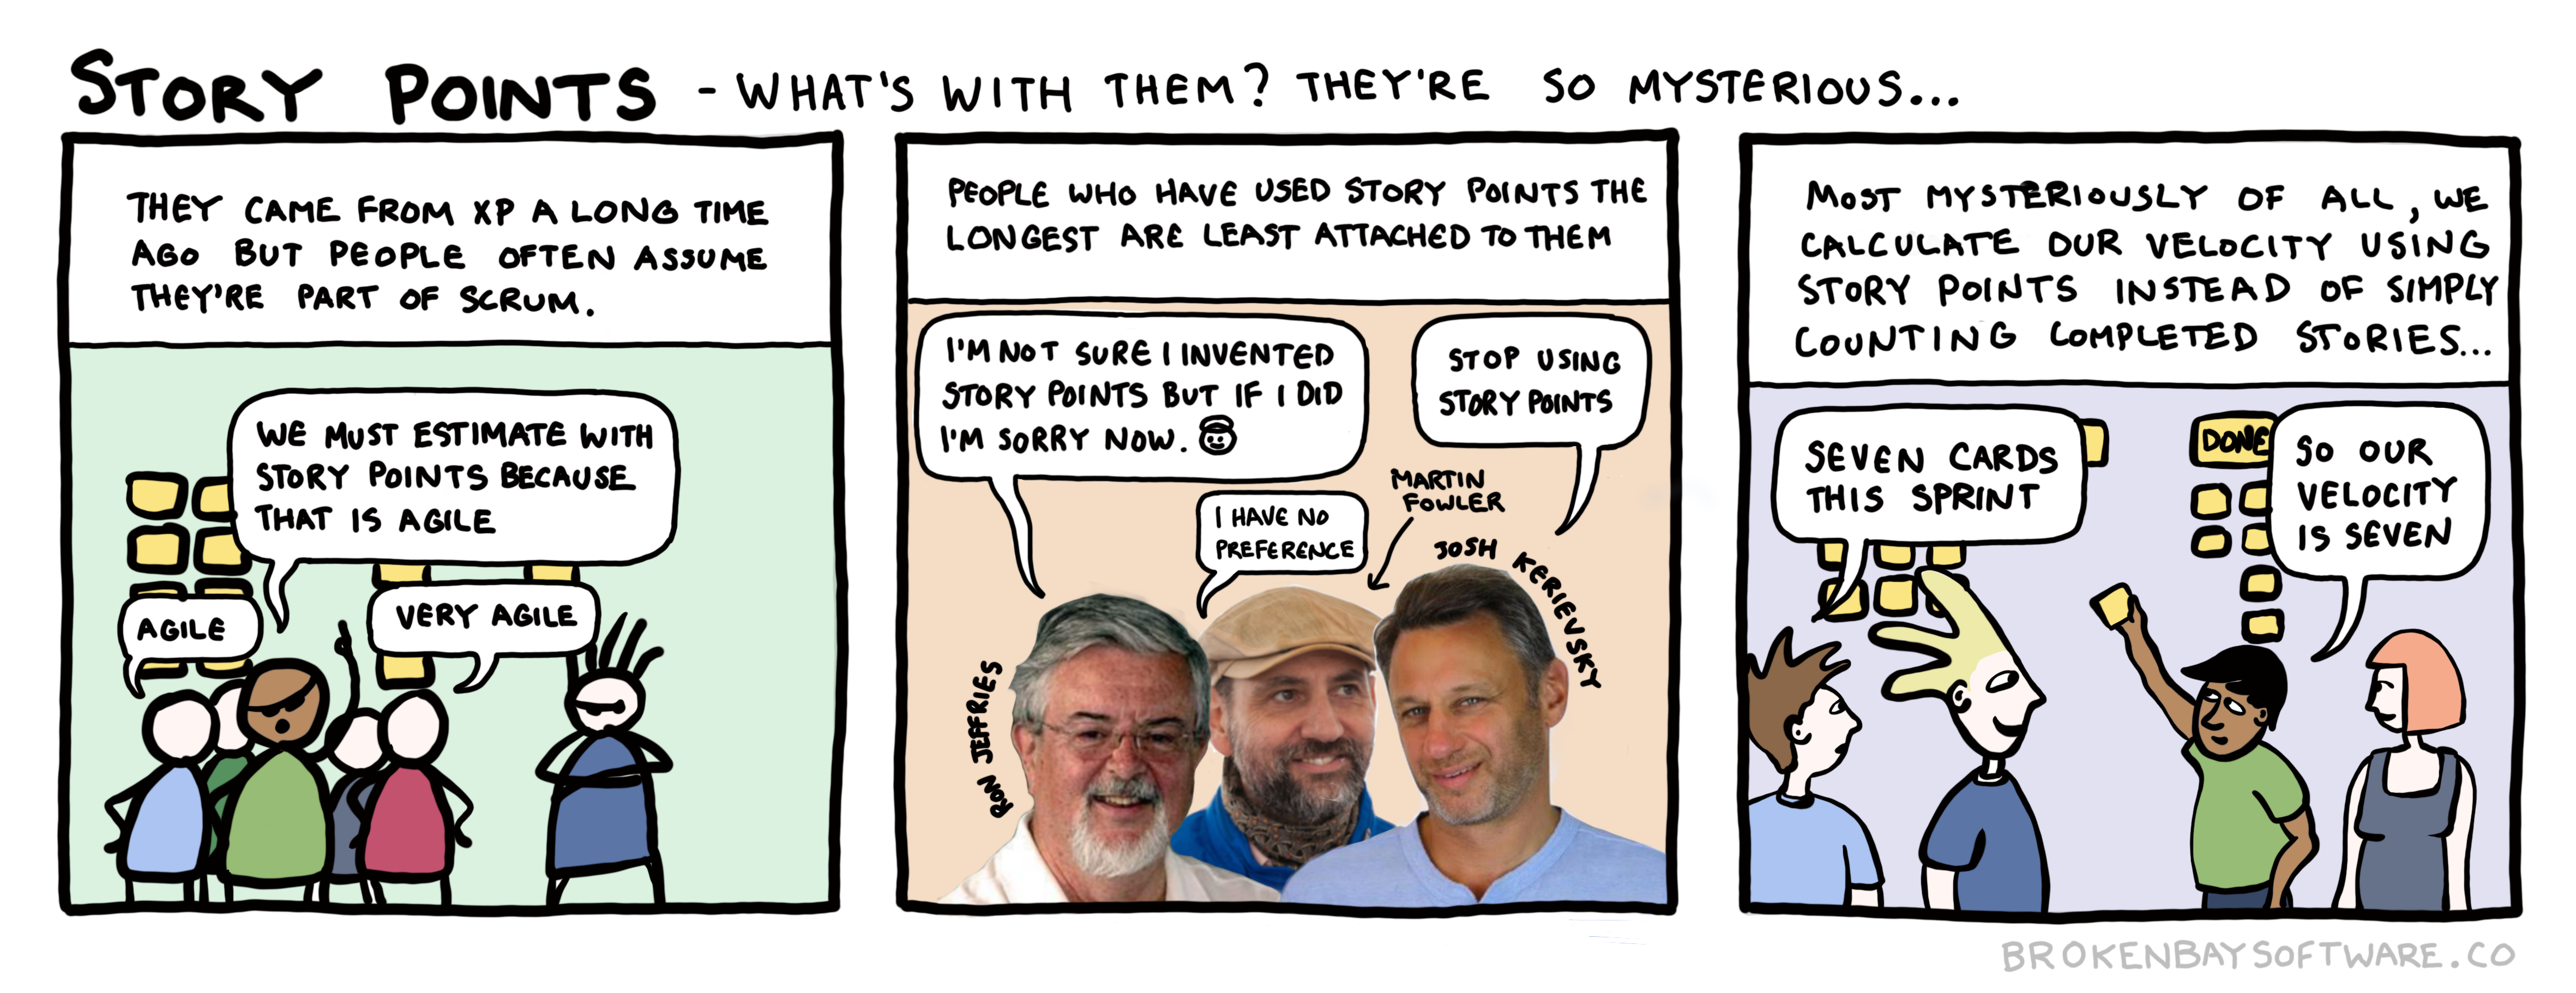 STORY POINTS - WHAT'S WITH THEM? THEY'RE SO MYSTERIOUS...
THEY CAME FROM XP A LONG TIME
AGO BUT PEOPLE OFTEN ASSUME
THEY'RE PART OF SCRUM.
WE MUST ESTIMATE WITH
STORY POINTS BECAUSE
THAT IS AGILE
AGILE
VERY AGILE
PEOPLE WHO HAVE USED STORY POINTS THE
LONGEST ARE LEAST ATTACHED TO THEM
I'M NOT SURE I INVENTED
STORY POINTS BUT IF I DID
I'M SORRY NOW.
STOP USING
STORY POINTS
I HAVE NO
PREFERENCE
MARTIN
FOWLER
JOSH KERIEVSKY
RON JEFFRIES
MOST MYSTERIOUSLY OF ALL, WE
CALCULATE OUR VELOCITY USING
STORY POINTS INSTEAD OF SIMPLY
COUNTING COMPLETED STORIES...
SEVEN CARDS
THIS SPRINT
DONE
SO OUR
VELOCITY
IS SEVEN
BROKENBAYSOFTWARE.CO